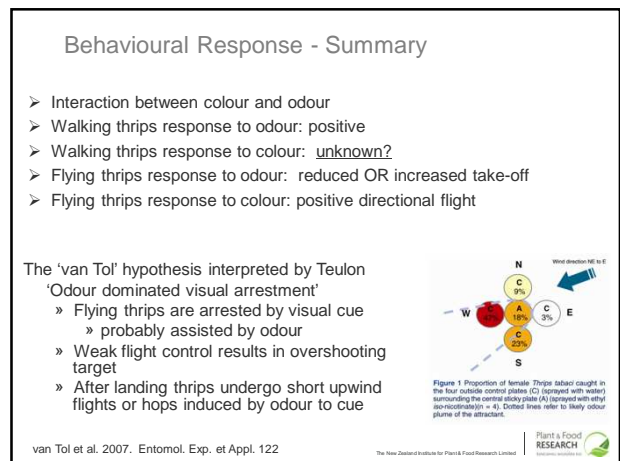 Behavioural Response - Summary
➢ Interaction between colour and odour
➢ Walking thrips response to odour: positive
➢ Walking thrips response to colour: unknown?
➢ Flying thrips response to odour: reduced OR increased take-off
➢ Flying thrips response to colour: positive directional flight
The ‘van Tol’ hypothesis interpreted by Teulon
‘Odour dominated visual arrestment’
» Flying thrips are arrested by visual cue
» probably assisted by odour
» Weak flight control results in overshooting
target
» After landing thrips undergo short upwind
flights or hops induced by odour to cue
N
Wind direction NE to E
C
9%
W
C
A
18%
C
3%
E
C
23%
S
Figure 1 Proportion of female Thrips tabaci caught in
the four outside control plates (C) (sprayed with water)
surrounding the central sticky plate (A) (sprayed with ethyl
iso-nicotinate)(n = 4). Dotted lines refer to likely odour
plume of the attractant.
van Tol et al. 2007. Entomol. Exp. et Appl. 122
The New Zealand Institute for Plant & Food Research Limited
Plant & Food
RESEARCH